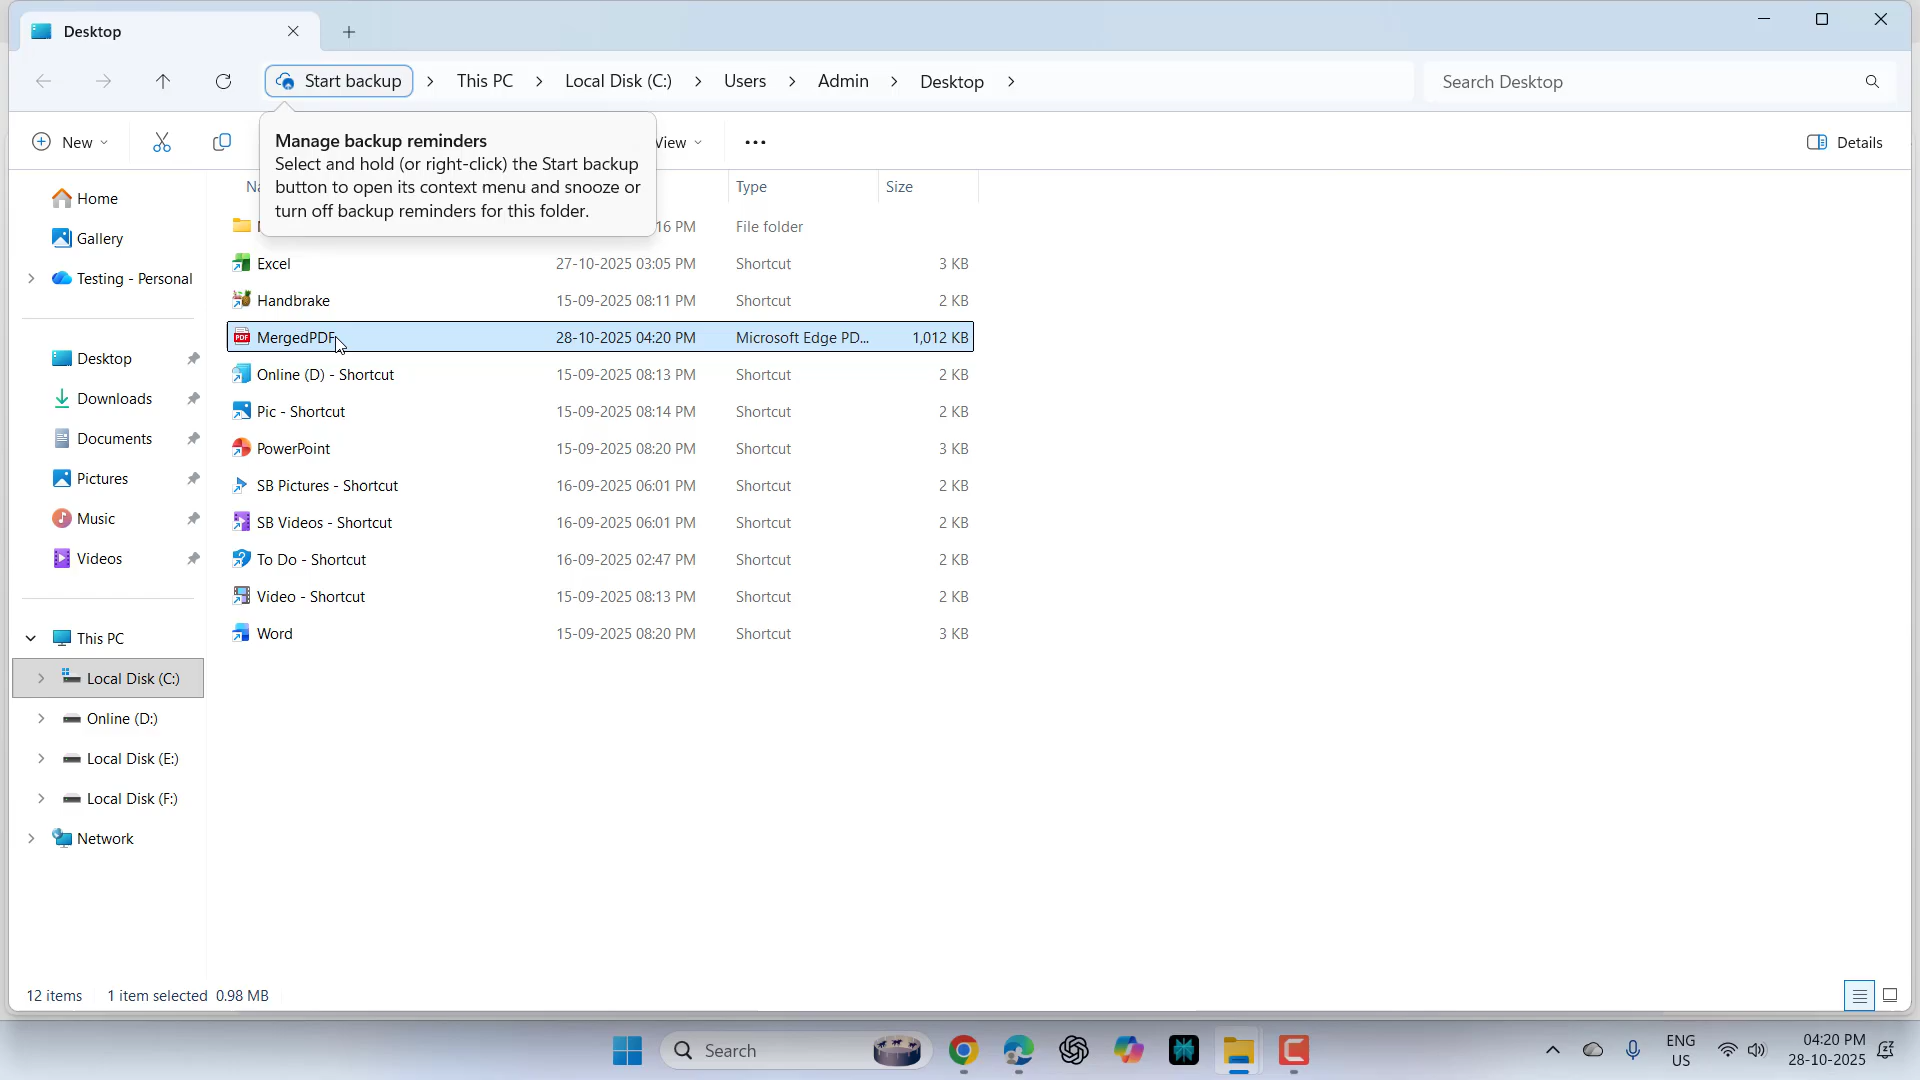 Desktop
Start backup
This PC
Local Disk (C:)
Users
Admin
Desktop
Search Desktop
New
View
Details
Manage backup reminders
Select and hold (or right-click) the Start backup
button to open its context menu and snooze or
turn off backup reminders for this folder.
Type
Size
16 PM File folder
Excel 27-10-2025 03:05 PM Shortcut 3 KB
Handbrake 15-09-2025 08:11 PM Shortcut 2 KB
MergedPDF 28-10-2025 04:20 PM Microsoft Edge PD... 1,012 KB
Online (D) - Shortcut 15-09-2025 08:13 PM Shortcut 2 KB
Pic - Shortcut 15-09-2025 08:14 PM Shortcut 2 KB
PowerPoint 15-09-2025 08:20 PM Shortcut 3 KB
SB Pictures - Shortcut 16-09-2025 06:01 PM Shortcut 2 KB
SB Videos - Shortcut 16-09-2025 06:01 PM Shortcut 2 KB
To Do - Shortcut 16-09-2025 02:47 PM Shortcut 2 KB
Video - Shortcut 15-09-2025 08:13 PM Shortcut 2 KB
Word 15-09-2025 08:20 PM Shortcut 3 KB
Home
Gallery
Testing - Personal
Desktop
Downloads
Documents
Pictures
Music
Videos
This PC
Local Disk (C:)
Online (D:)
Local Disk (E:)
Local Disk (F:)
Network
12 items 1 item selected 0.98 MB
Search
PDF
ENG
US
04:20 PM
28-10-2025